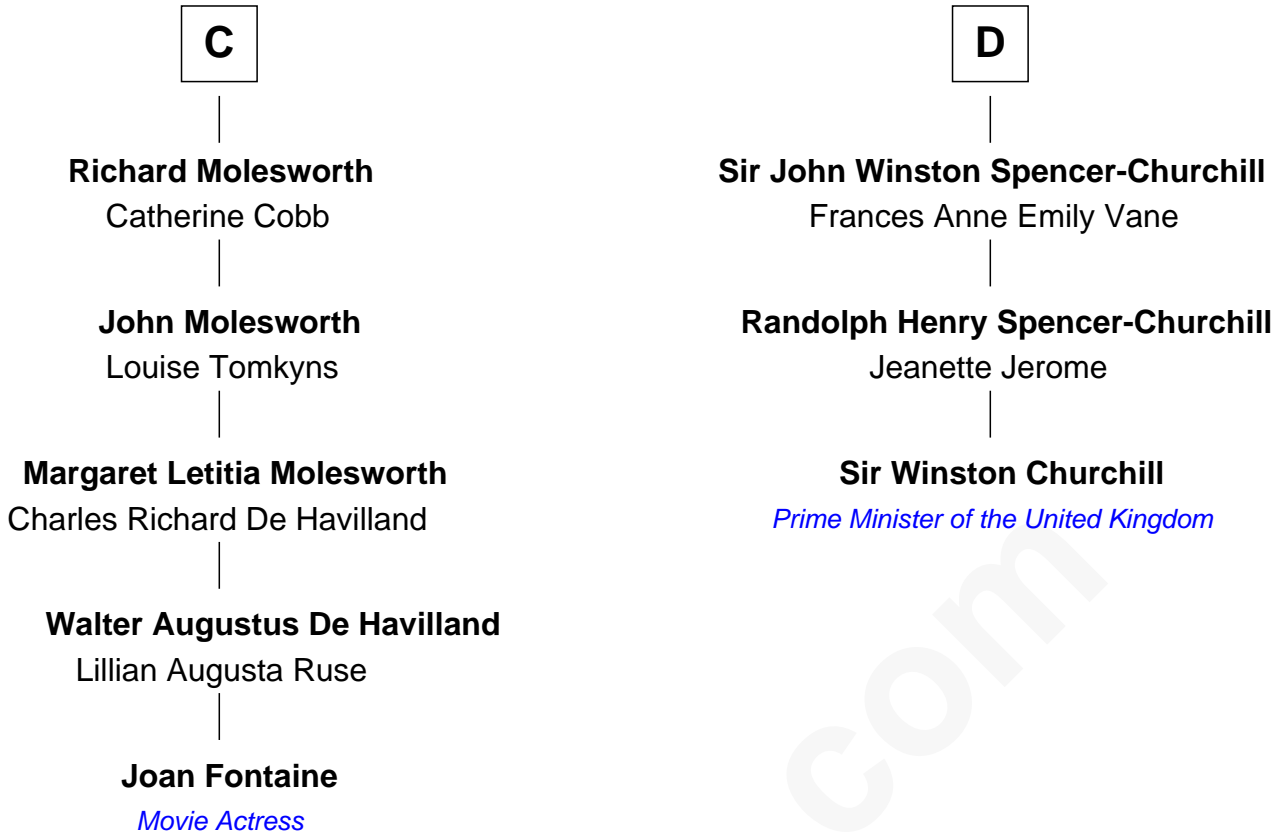 C
Richard Molesworth
Catherine Cobb
John Molesworth
Louise Tomkyns
Margaret Letitia Molesworth
Charles Richard De Havilland
Walter Augustus De Havilland
Lillian Augusta Ruse
Joan Fontaine
Movie Actress
D
Sir John Winston Spencer-Churchill
Frances Anne Emily Vane
Randolph Henry Spencer-Churchill
Jeanette Jerome
Sir Winston Churchill
Prime Minister of the United Kingdom
com